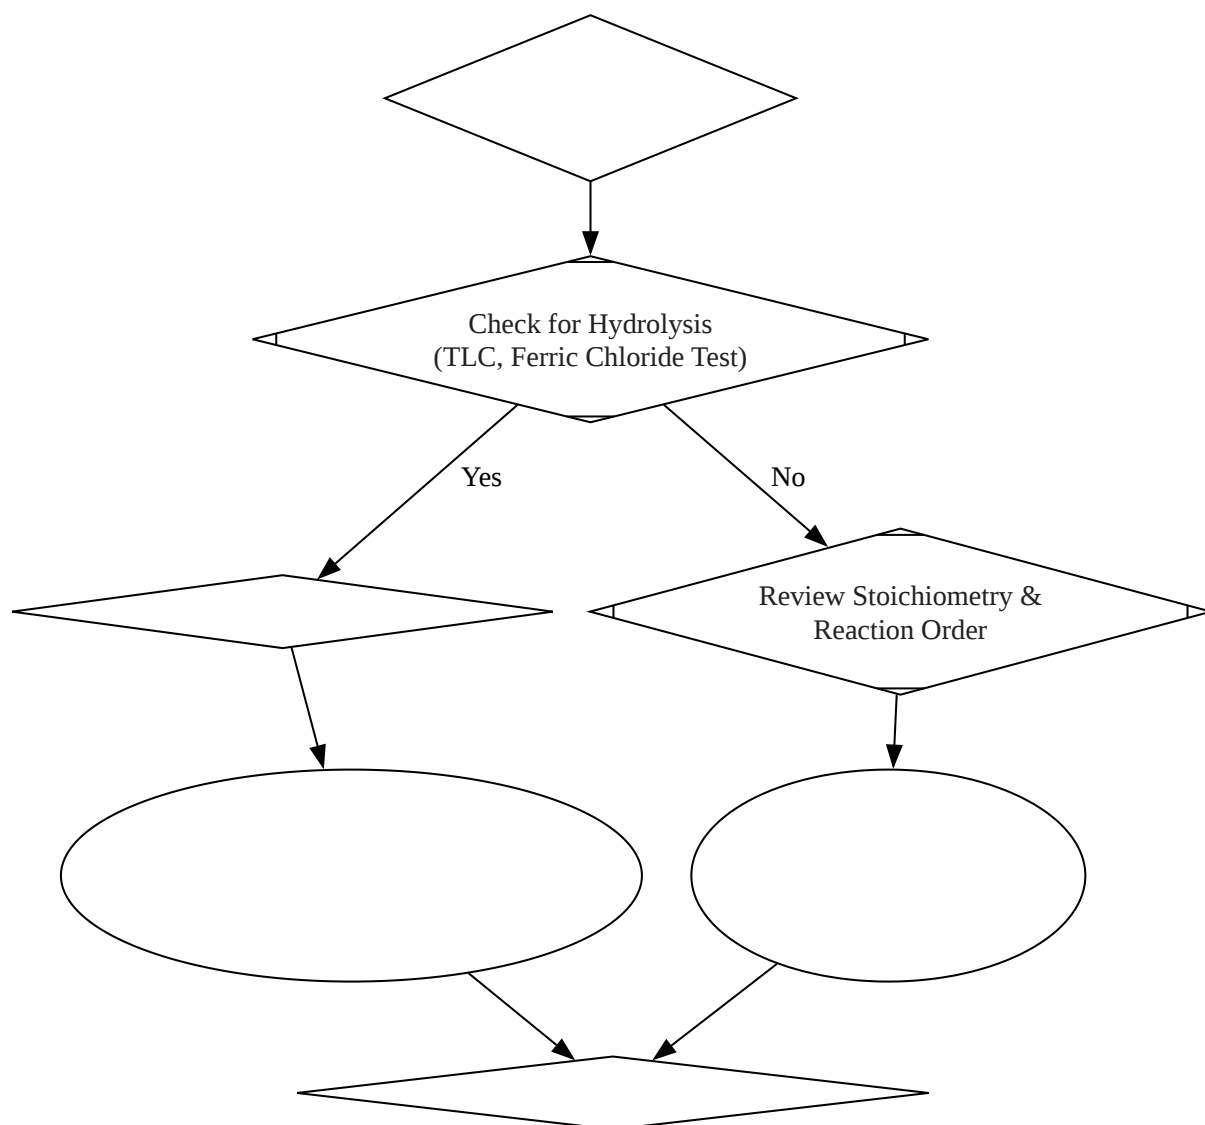 Check for Hydrolysis
(TLC, Ferric Chloride Test)
Yes
No
Review Stoichiometry &
Reaction Order